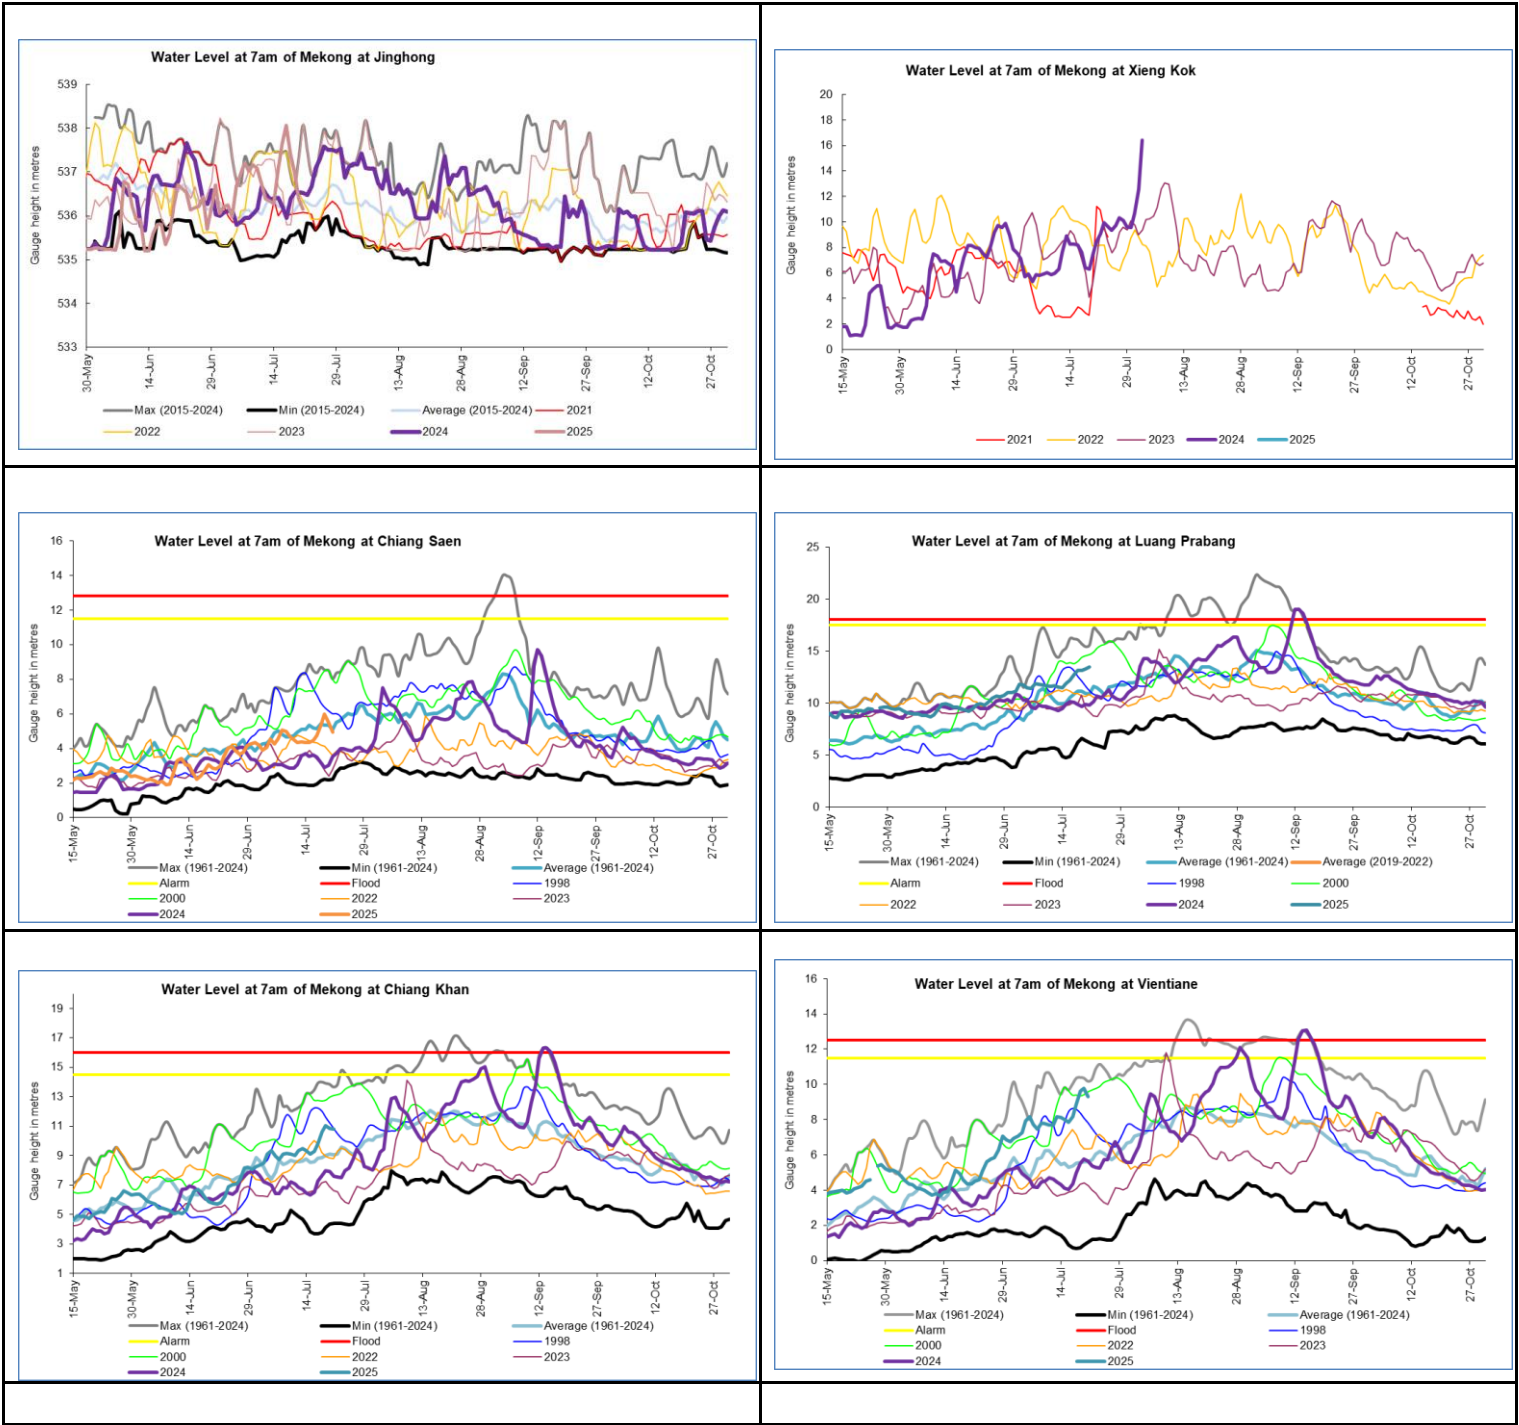 Water Level at 7am of Mekong at Jinghong
Gauge height in metres
539
538
537
536
535
534
533
30-May
14-Jun
29-Jun
14-Jul
29-Jul
13-Aug
28-Aug
12-Sep
27-Sep
12-Oct
27-Oct
Max (2015-2024) Min (2015-2024) Average (2015-2024) 2021
2022 2023 2024 2025
Water Level at 7am of Mekong at Xieng Kok
Gauge height in metres
20
18
16
14
12
10
8
6
4
2
0
15-May
30-May
14-Jun
29-Jun
14-Jul
29-Jul
13-Aug
28-Aug
12-Sep
27-Sep
12-Oct
27-Oct
2021 2022 2023 2024 2025
Water Level at 7am of Mekong at Chiang Saen
Gauge height in metres
16
14
12
10
8
6
4
2
0
15-May
30-May
14-Jun
29-Jun
14-Jul
29-Jul
13-Aug
28-Aug
12-Sep
27-Sep
12-Oct
27-Oct
Max (1961-2024) Min (1961-2024) Average (1961-2024)
Alarm Flood 1998
2000 2022 2023
2024 2025
Water Level at 7am of Mekong at Luang Prabang
Gauge height in metres
25
20
15
10
5
0
15-May
30-May
14-Jun
29-Jun
14-Jul
29-Jul
13-Aug
28-Aug
12-Sep
27-Sep
12-Oct
27-Oct
Max (1961-2024) Min (1961-2024) Average (1961-2024) Average (2019-2022)
Alarm Flood 1998 2000
2022 2023 2024 2025
Water Level at 7am of Mekong at Chiang Khan
Gauge height in metres
19
17
15
13
11
9
7
5
3
1
15-May
30-May
14-Jun
29-Jun
14-Jul
29-Jul
13-Aug
28-Aug
12-Sep
27-Sep
12-Oct
27-Oct
Max (1961-2024) Min (1961-2024) Average (1961-2024)
Alarm Flood 1998
2000 2022 2023
2024 2025
Water Level at 7am of Mekong at Vientiane
Gauge height in metres
16
14
12
10
8
6
4
2
0
15-May
30-May
14-Jun
29-Jun
14-Jul
29-Jul
13-Aug
28-Aug
12-Sep
27-Sep
12-Oct
27-Oct
Max (1961-2024) Min (1961-2024) Average (1961-2024)
Alarm Flood 1998
2000 2022 2023
2024 2025